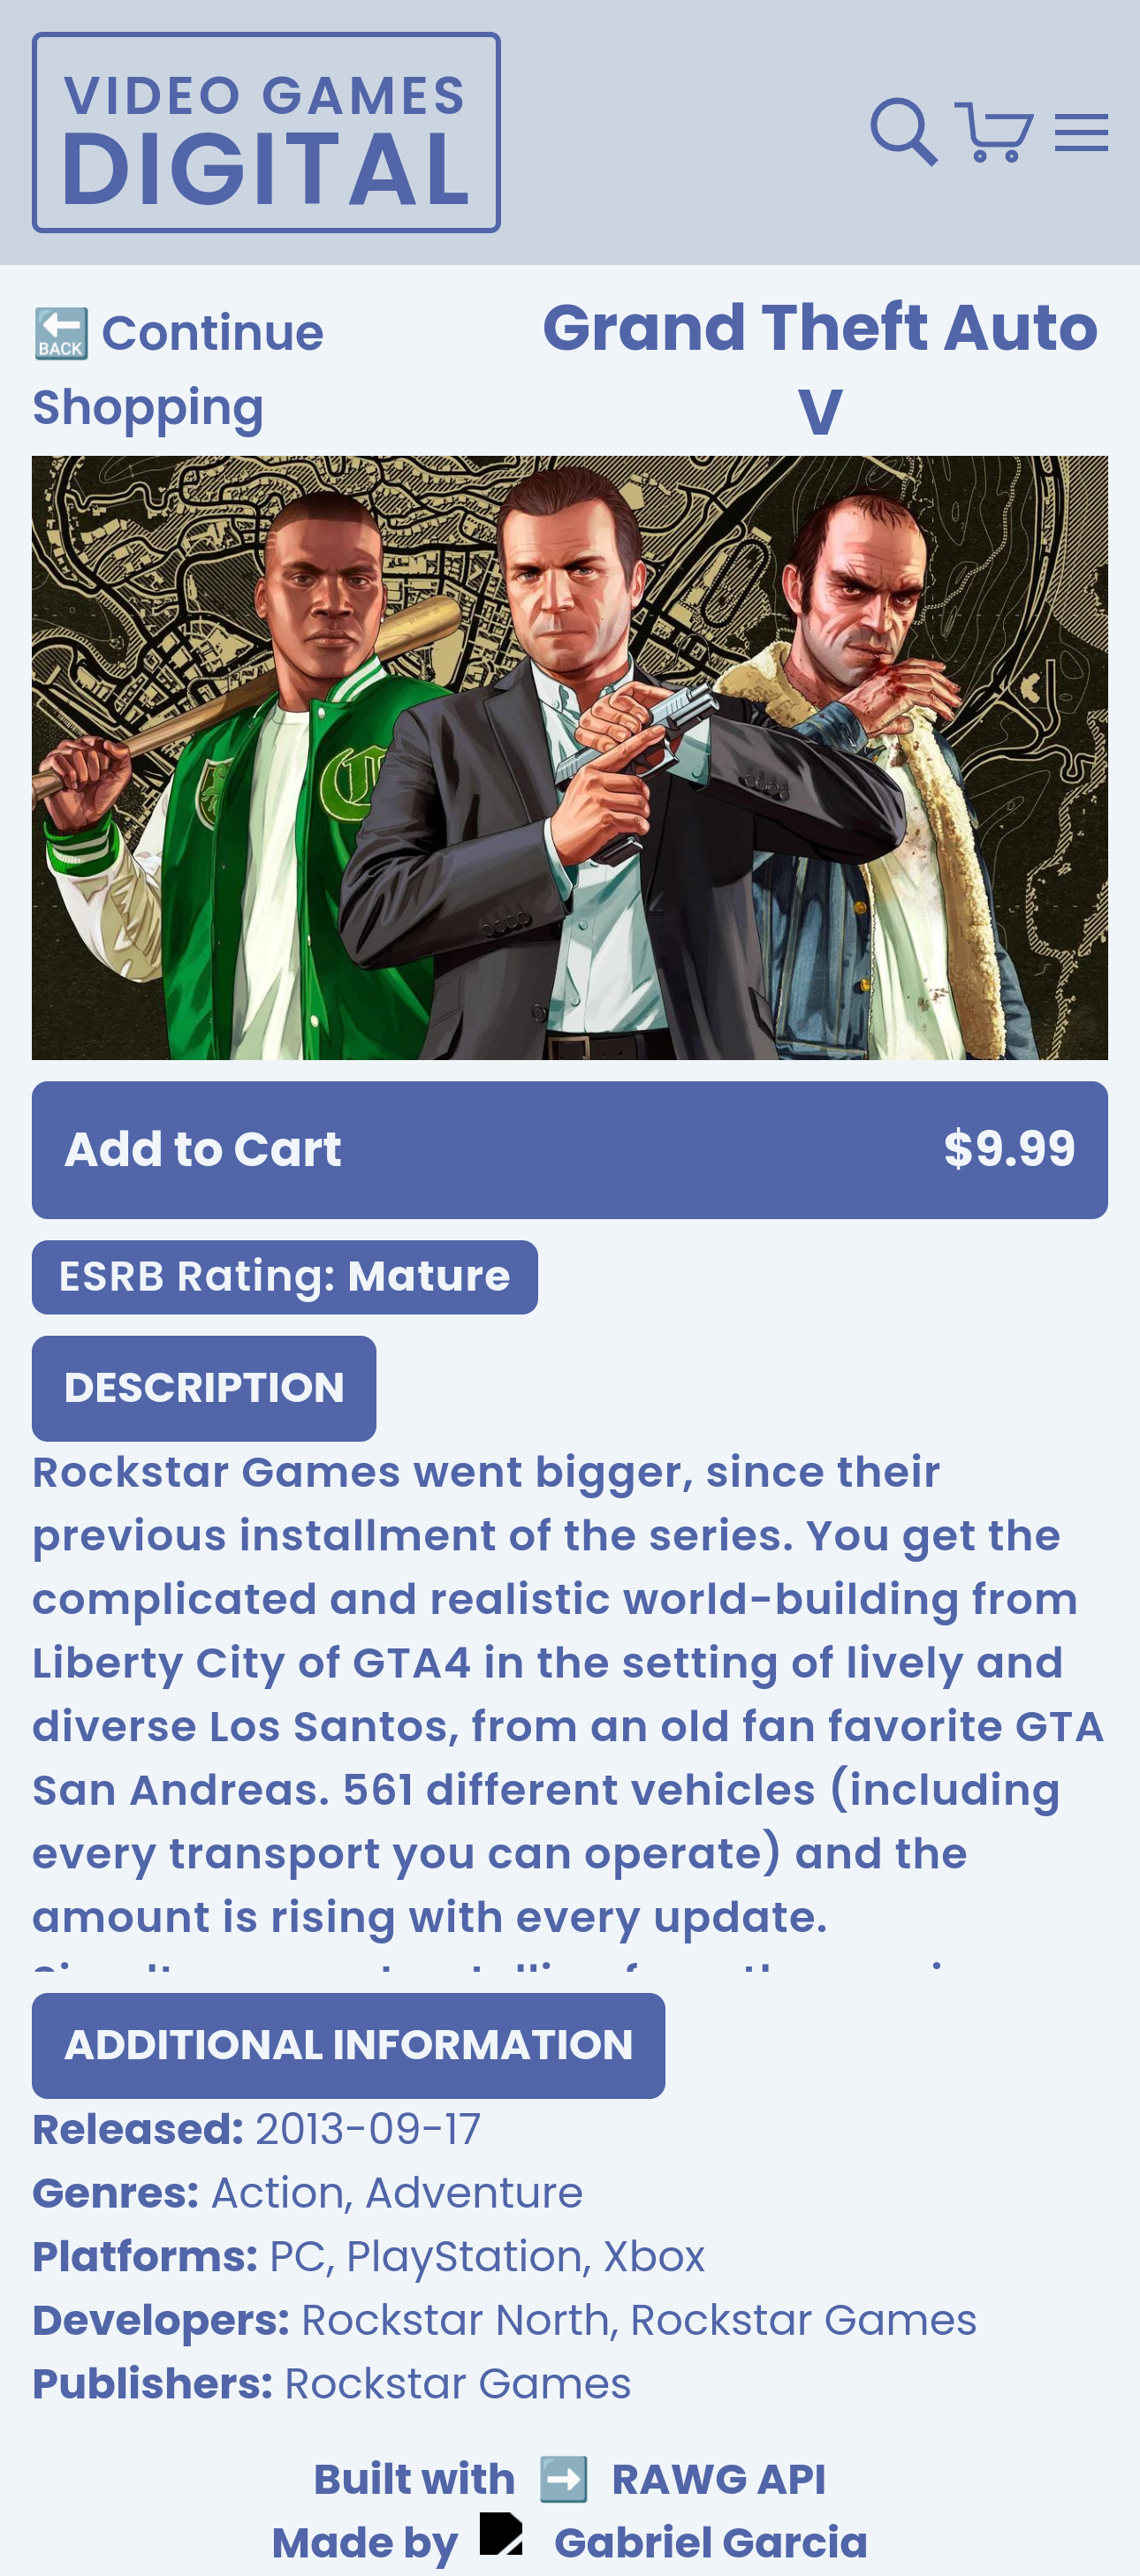 VIDEO GAMES
DIGITAL
🔙 Continue
Shopping
Grand Theft Auto
V
Add to Cart $9.99
ESRB Rating: Mature
DESCRIPTION
Rockstar Games went bigger, since their
previous installment of the series. You get the
complicated and realistic world-building from
Liberty City of GTA4 in the setting of lively and
diverse Los Santos, from an old fan favorite GTA
San Andreas. 561 different vehicles (including
every transport you can operate) and the
amount is rising with every update.
ADDITIONAL INFORMATION
Released: 2013-09-17
Genres: Action, Adventure
Platforms: PC, PlayStation, Xbox
Developers: Rockstar North, Rockstar Games
Publishers: Rockstar Games
Built with ➡️ RAWG API
Made by Gabriel Garcia